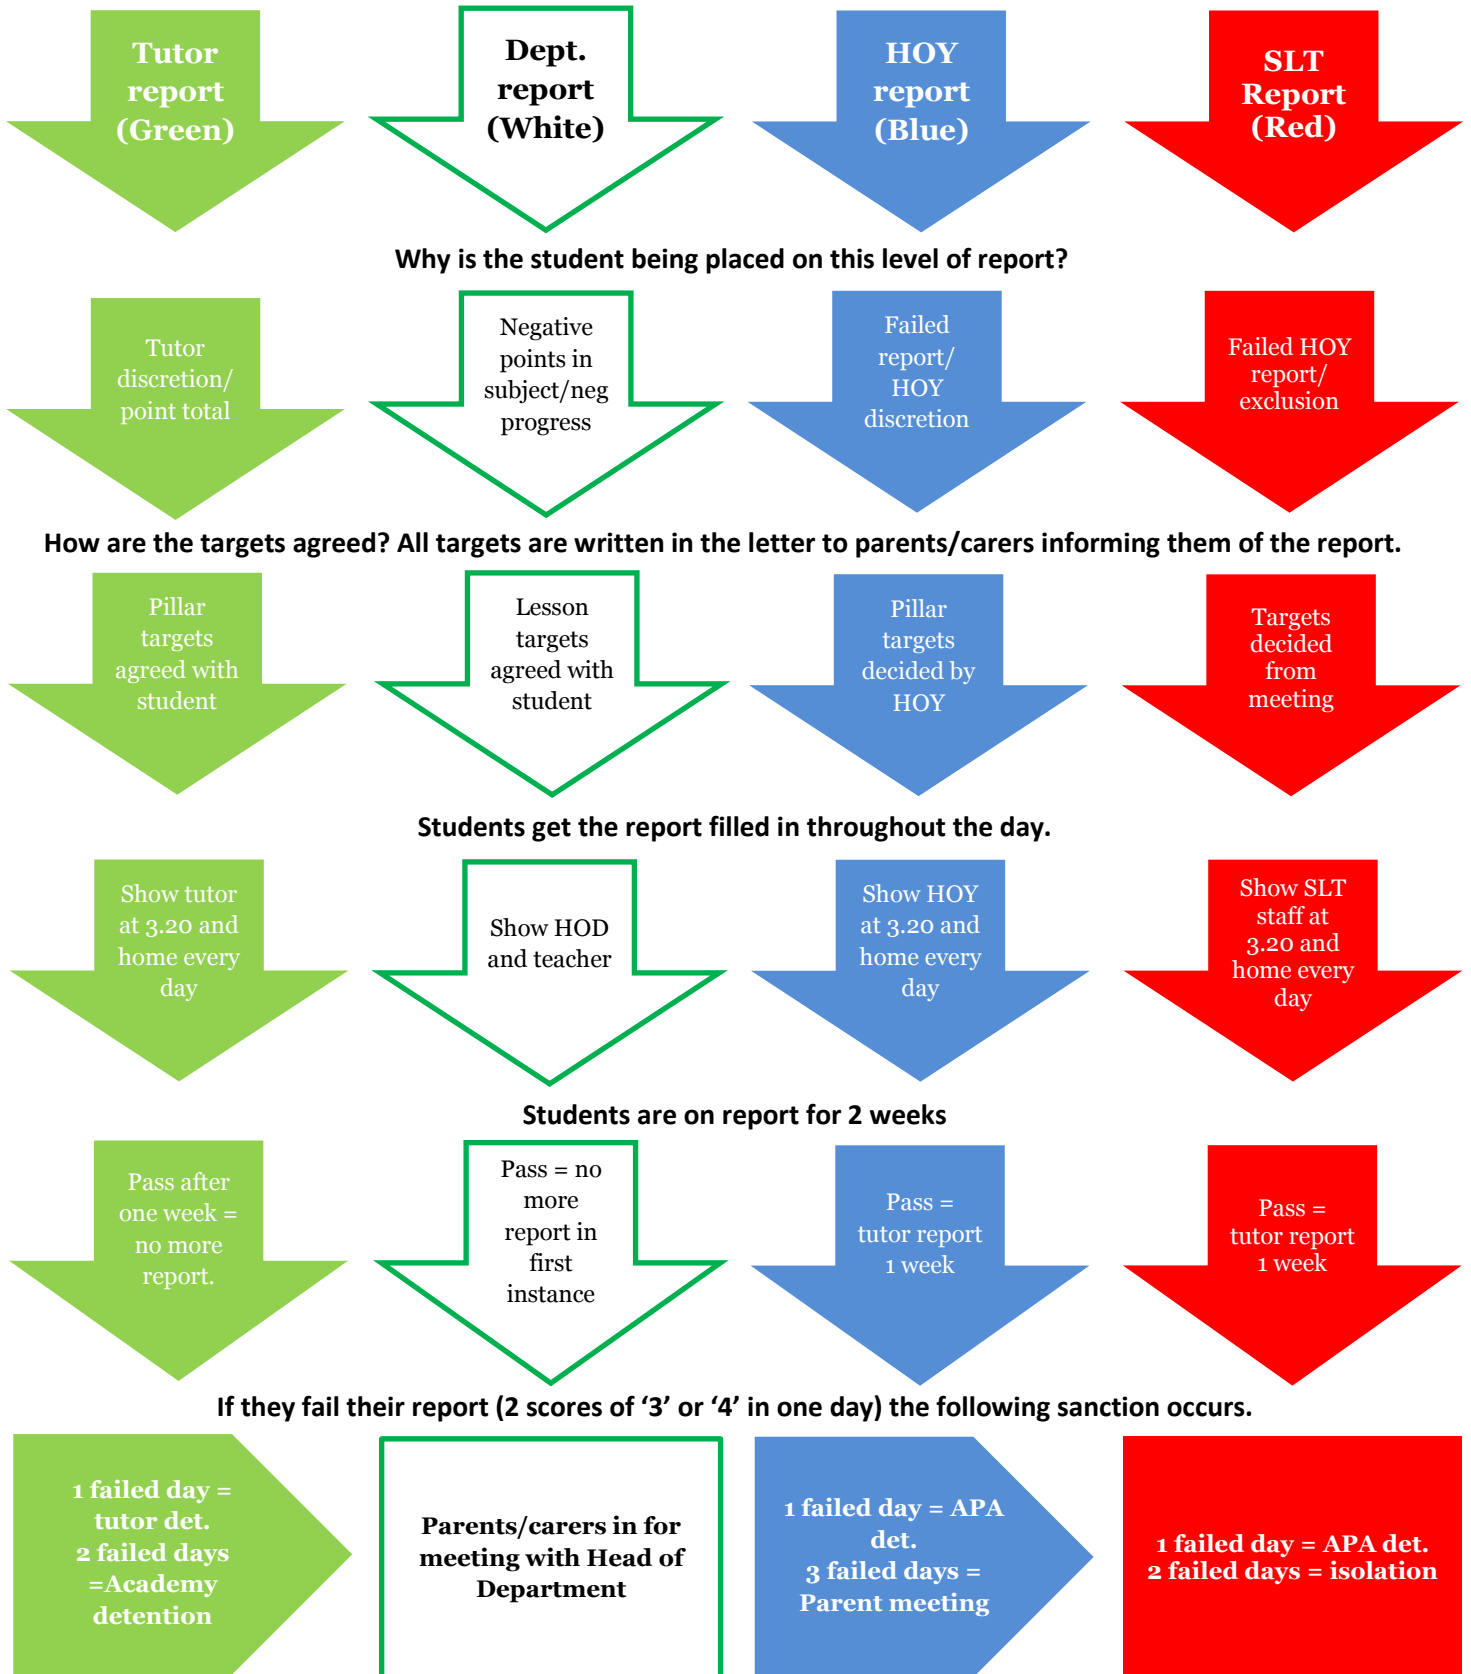 Tutor
report
(Green)
Dept.
report
(White)
HOY
report
(Blue)
SLT
Report
(Red)
Why is the student being placed on this level of report?
Tutor
discretion/
point total
Negative
points in
subject/neg
progress
Failed
report/
HOY
discretion
Failed HOY
report/
exclusion
How are the targets agreed? All targets are written in the letter to parents/carers informing them of the report.
Pillar
targets
agreed with
student
Lesson
targets
agreed with
student
Pillar
targets
decided by
HOY
Targets
decided
from
meeting
Students get the report filled in throughout the day.
Show tutor
at 3.20 and
home every
day
Show HOD
and teacher
Show HOY
at 3.20 and
home every
day
Show SLT
staff at
3.20 and
home every
day
Students are on report for 2 weeks
Pass after
one week =
no more
report.
Pass = no
more
report in
first
instance
Pass =
tutor report
1 week
Pass =
tutor report
1 week
If they fail their report (2 scores of ‘3’ or ‘4’ in one day) the following sanction occurs.
1 failed day =
tutor det.
2 failed days
=Academy
detention
Parents/carers in for
meeting with Head of
Department
1 failed day = APA
det.
3 failed days =
Parent meeting
1 failed day = APA det.
2 failed days = isolation